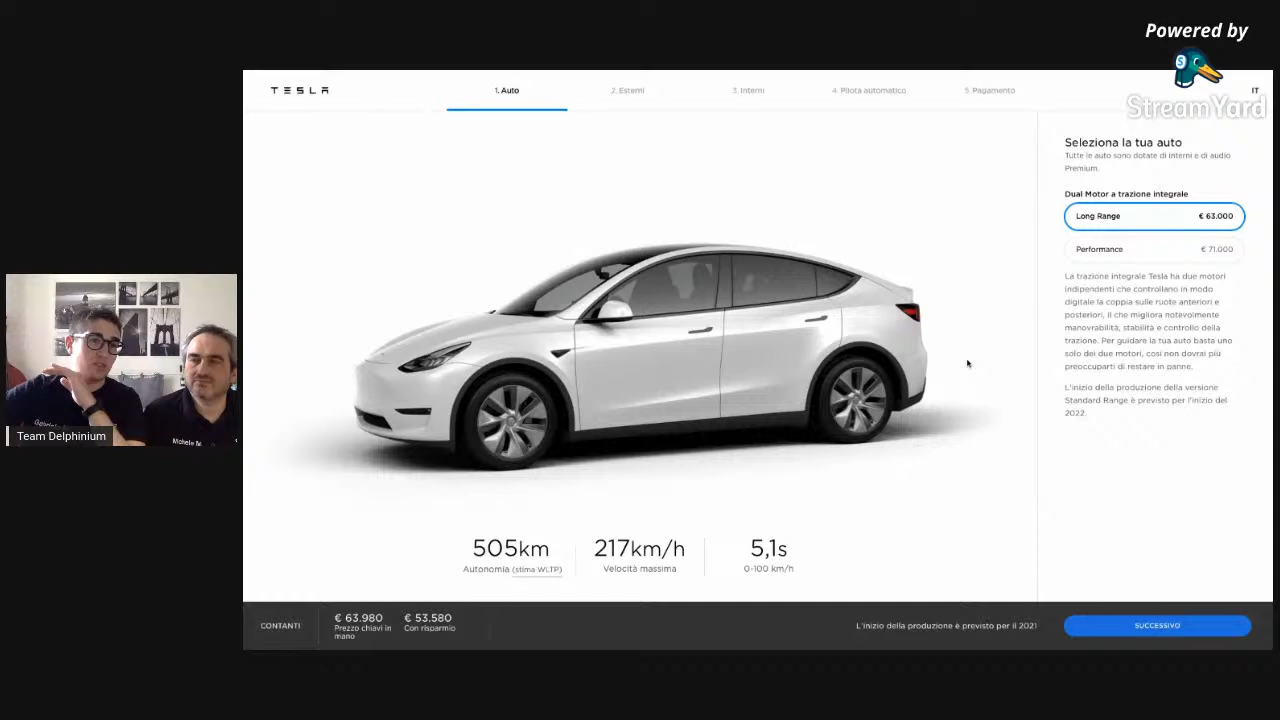 Powered by
StreamYard
TESLA
1. Auto
2. Esterni
3. Interni
4. Pilota automatico
5. Pagamento
IT
Seleziona la tua auto
Tutte le auto sono dotate di interni e di audio
Premium.
Dual Motor a trazione integrale
Long Range € 63.000
Performance € 71.000
La trazione integrale Tesla ha due motori
indipendenti che controllano in modo
digitale la coppia sulle ruote anteriori e
posteriori, il che migliora notevolmente
manovrabilità, stabilità e controllo della
trazione. Per guidare la tua auto basta uno
solo dei due motori, così non dovrai più
preoccuparti di restare in panne.
L'inizio della produzione della versione
Standard Range è previsto per l'inizio del
2022.
Michele
Team Delphinium
505km
Autonomia (stima WLTP)
217km/h
Velocità massima
5,1s
0-100 km/h
CONTANTI
€ 63.980
Prezzo chiavi in
mano
€ 53.580
Con risparmio
L'inizio della produzione è previsto per il 2021
SUCCESSIVO